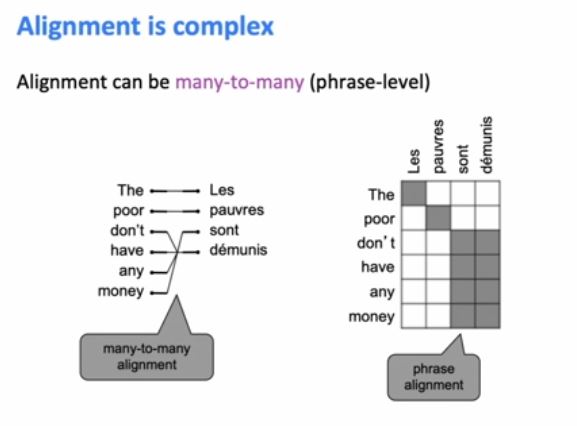 Alignment is complex
Alignment can be many-to-many (phrase-level)
The Les
poor pauvres
don't sont
have démunis
any
money
many-to-many
alignment
Les
pauvres
sont
démunis
The
poor
don't
have
any
money
phrase
alignment